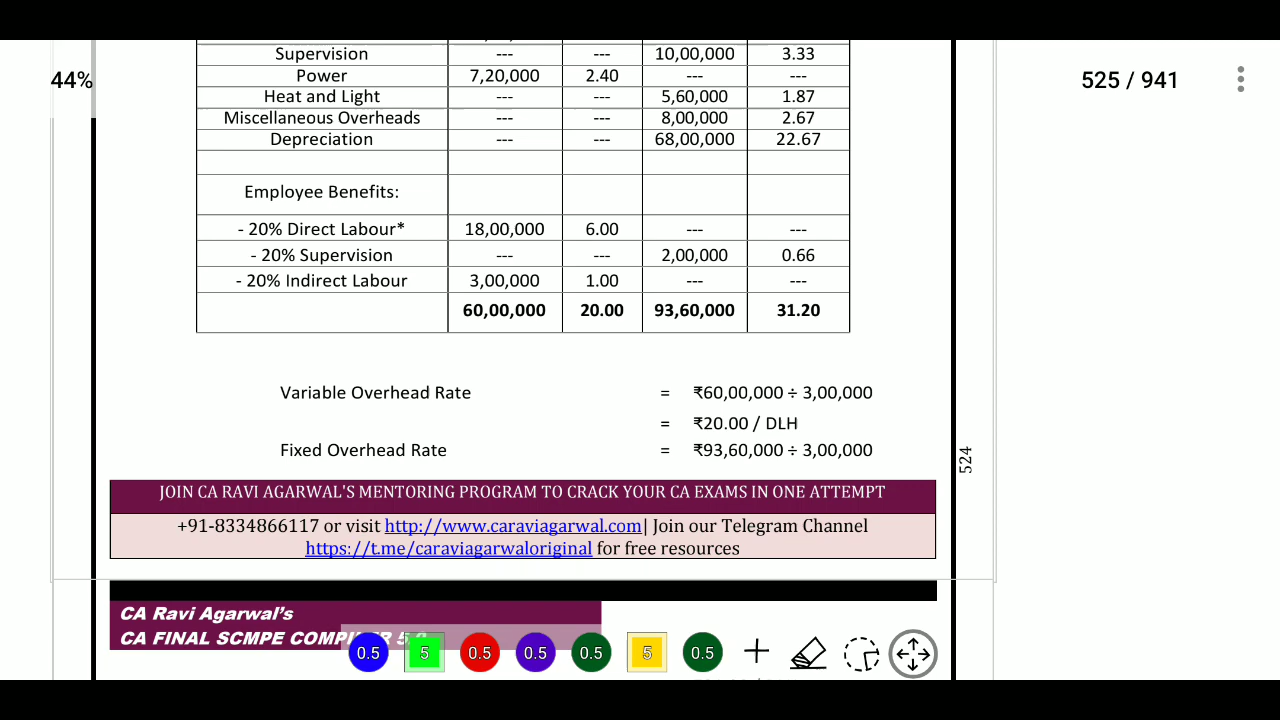 44%
525 / 941
Supervision --- --- 10,00,000 3.33
Power 7,20,000 2.40 --- ---
Heat and Light --- --- 5,60,000 1.87
Miscellaneous Overheads --- --- 8,00,000 2.67
Depreciation --- --- 68,00,000 22.67
Employee Benefits:
- 20% Direct Labour* 18,00,000 6.00 --- ---
- 20% Supervision --- --- 2,00,000 0.66
- 20% Indirect Labour 3,00,000 1.00 --- ---
60,00,000 20.00 93,60,000 31.20
Variable Overhead Rate = ₹60,00,000 ÷ 3,00,000
= ₹20.00 / DLH
Fixed Overhead Rate = ₹93,60,000 ÷ 3,00,000
524
JOIN CA RAVI AGARWAL'S MENTORING PROGRAM TO CRACK YOUR CA EXAMS IN ONE ATTEMPT
+91-8334866117 or visit http://www.caraviagarwal.com| Join our Telegram Channel
https://t.me/caraviagarwaloriginal for free resources
CA Ravi Agarwal's
CA FINAL SCMPE COMPILER 5.0
0.5 5 0.5 0.5 0.5 5 0.5